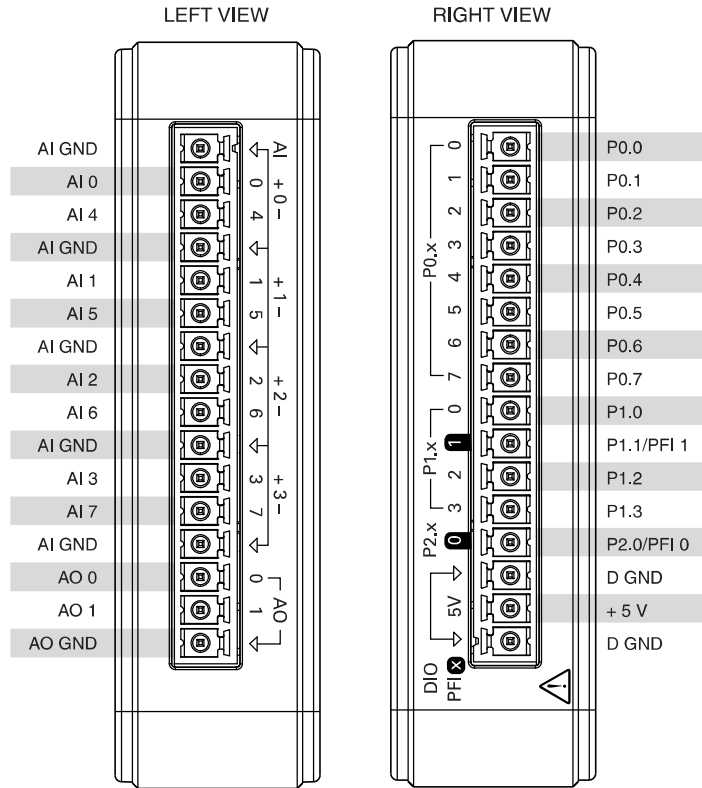 LEFT VIEW
RIGHT VIEW
AI GND
AI 0
AI 4
AI GND
AI 1
AI 5
AI GND
AI 2
AI 6
AI GND
AI 3
AI 7
AI GND
AO 0
AO 1
AO GND
AI
0
4
1
5
2
6
3
7
0
1
+ 0 –
+ 1 –
+ 2 –
+ 3 –
AO
P0.x
P1.x
P2.x
0
1
2
3
4
5
6
7
0
1
2
3
0
5V
DIO
PFI X
P0.0
P0.1
P0.2
P0.3
P0.4
P0.5
P0.6
P0.7
P1.0
P1.1/PFI 1
P1.2
P1.3
P2.0/PFI 0
D GND
+ 5 V
D GND